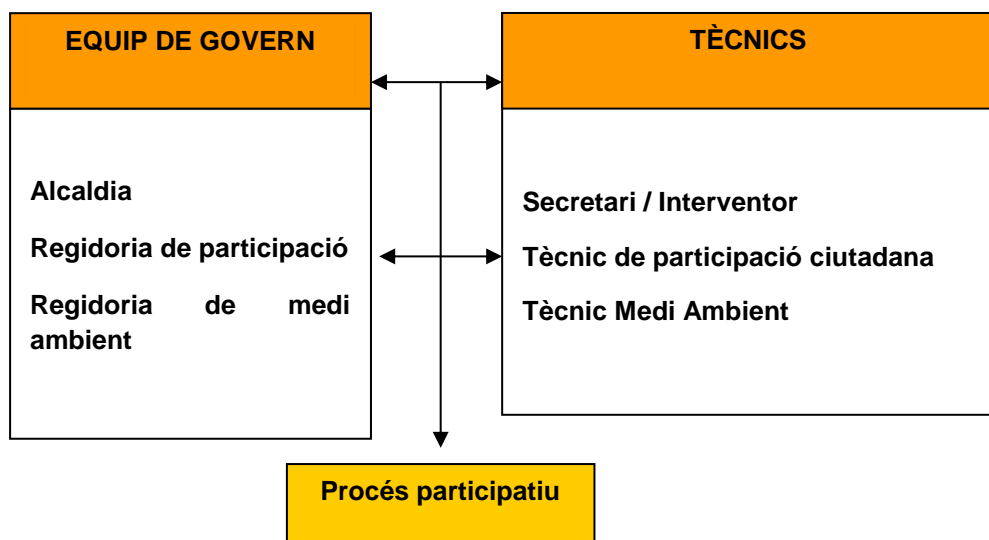 EQUIP DE GOVERN
Alcaldia
Regidoria de participació
Regidoria de medi
ambient
TÈCNICS
Secretari / Interventor
Tècnic de participació ciutadana
Tècnic Medi Ambient
Procés participatiu